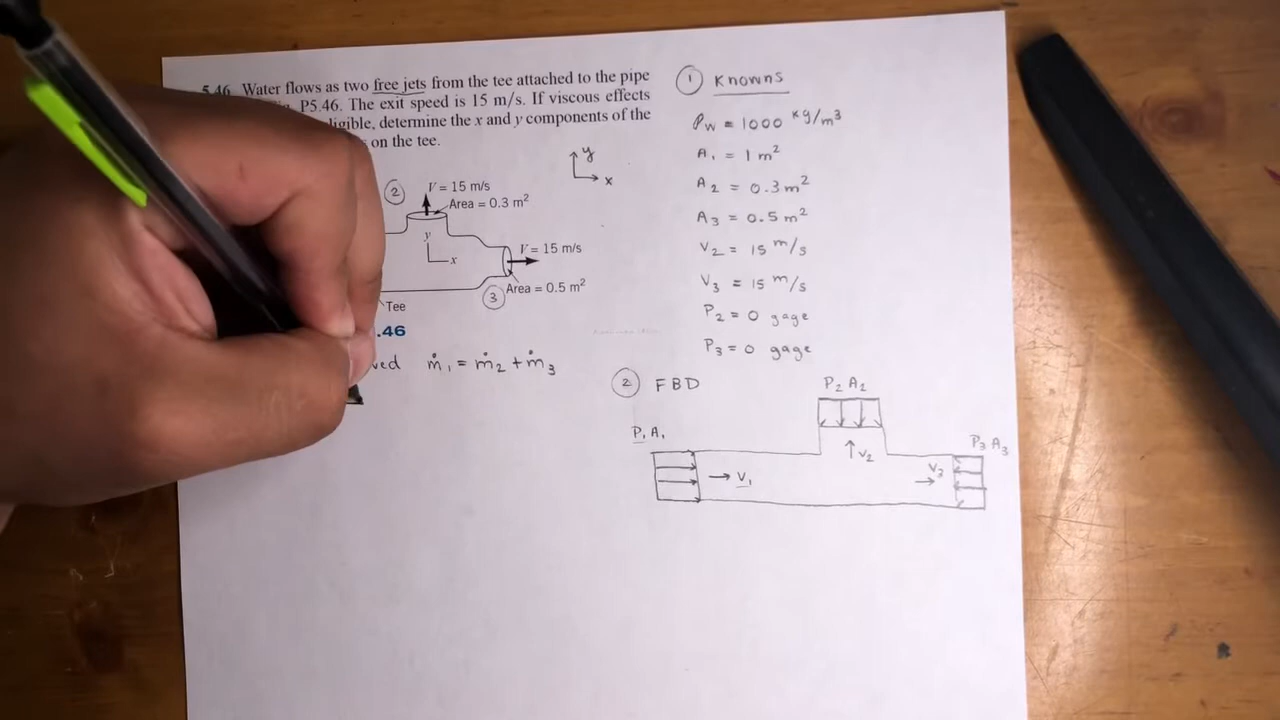 5.46 Water flows as two free jets from the tee attached to the pipe
P5.46. The exit speed is 15 m/s. If viscous effects
determine the x and y components of the
on the tee.
y
x
② V = 15 m/s
Area = 0.3 m²
y
x
V = 15 m/s
Area = 0.5 m²
③
Tee
.46
ṁ₁ = ṁ₂ + ṁ₃
① Knowns
ρw = 1000 kg/m³
A₁ = 1 m²
A₂ = 0.3 m²
A₃ = 0.5 m²
V₂ = 15 m/s
V₃ = 15 m/s
P₂ = 0 gage
P₃ = 0 gage
② FBD
P₂ A₂
P₁ A₁
P₃ A₃
V₂
V₁
V₃